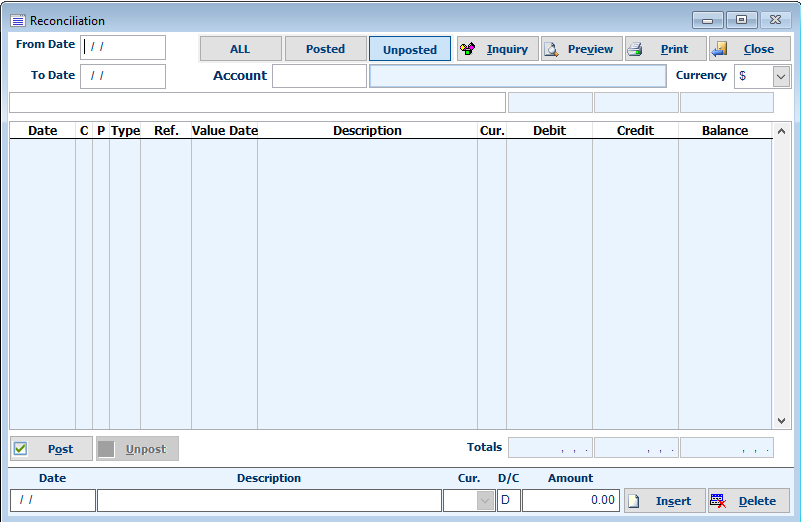 Reconciliation
From Date / / ALL Posted Unposted Inquiry Preview Print Close
To Date / / Account Currency $
Date C P Type Ref. Value Date Description Cur. Debit Credit Balance
Post Unpost Totals , , . , , . , , .
Date Description Cur. D/C Amount
/ / D 0.00 Insert Delete